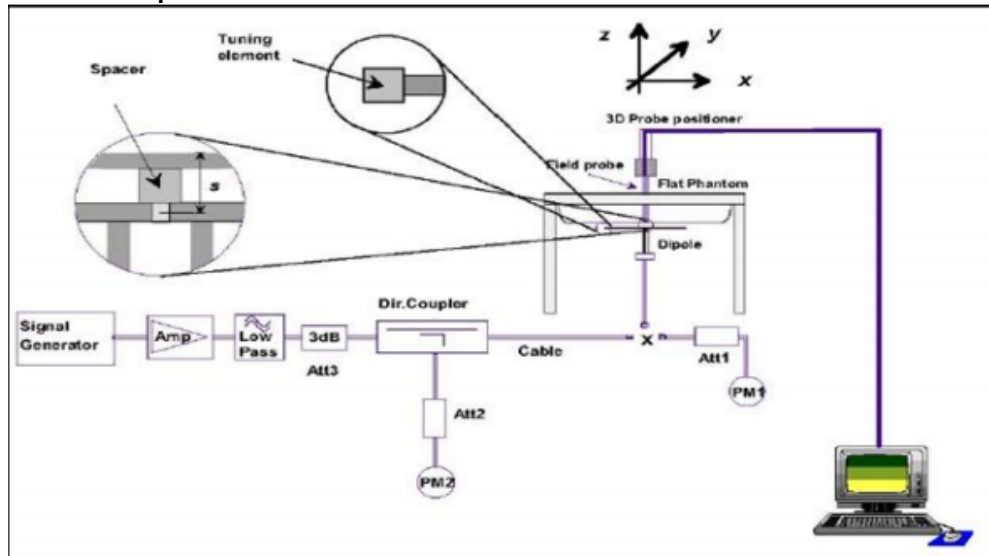 Tuning
element
Spacer
s
z
y
x
3D Probe positioner
Field probe
Flat Phantom
Dipole
Signal
Generator
Amp
Low
Pass
3dB
Att3
Dir.Coupler
Cable
x
Att1
PM1
Att2
PM2